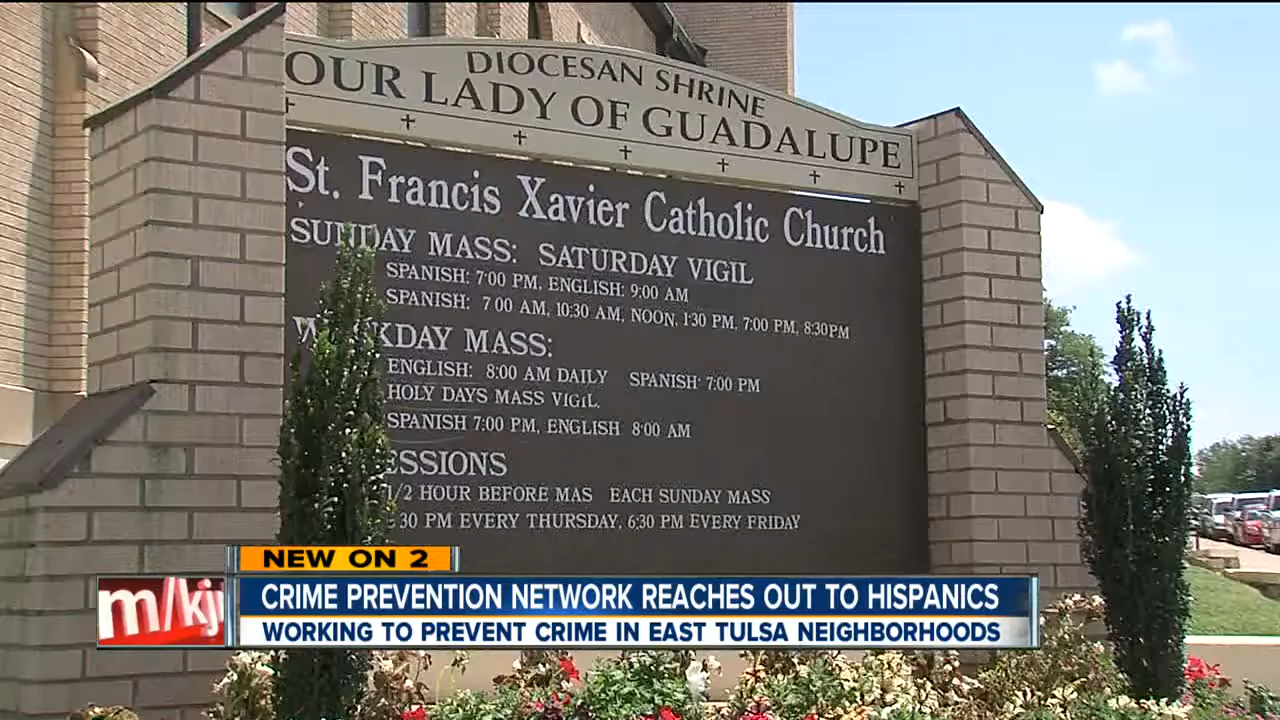 DIOCESAN SHRINE
OUR LADY OF GUADALUPE
St. Francis Xavier Catholic Church
SUNDAY MASS: SATURDAY VIGIL
SPANISH: 7:00 PM, ENGLISH: 9:00 AM
SPANISH: 7 00 AM, 10:30 AM, NOON, 1:30 PM, 7:00 PM, 8:30PM
WEEKDAY MASS:
ENGLISH: 8:00 AM DAILY SPANISH: 7:00 PM
HOLY DAYS MASS VIGIL.
SPANISH 7:00 PM, ENGLISH 8:00 AM
ESSIONS
1/2 HOUR BEFORE MAS EACH SUNDAY MASS
30 PM EVERY THURSDAY, 6:30 PM EVERY FRIDAY
NEW ON 2
m/kj
CRIME PREVENTION NETWORK REACHES OUT TO HISPANICS
WORKING TO PREVENT CRIME IN EAST TULSA NEIGHBORHOODS